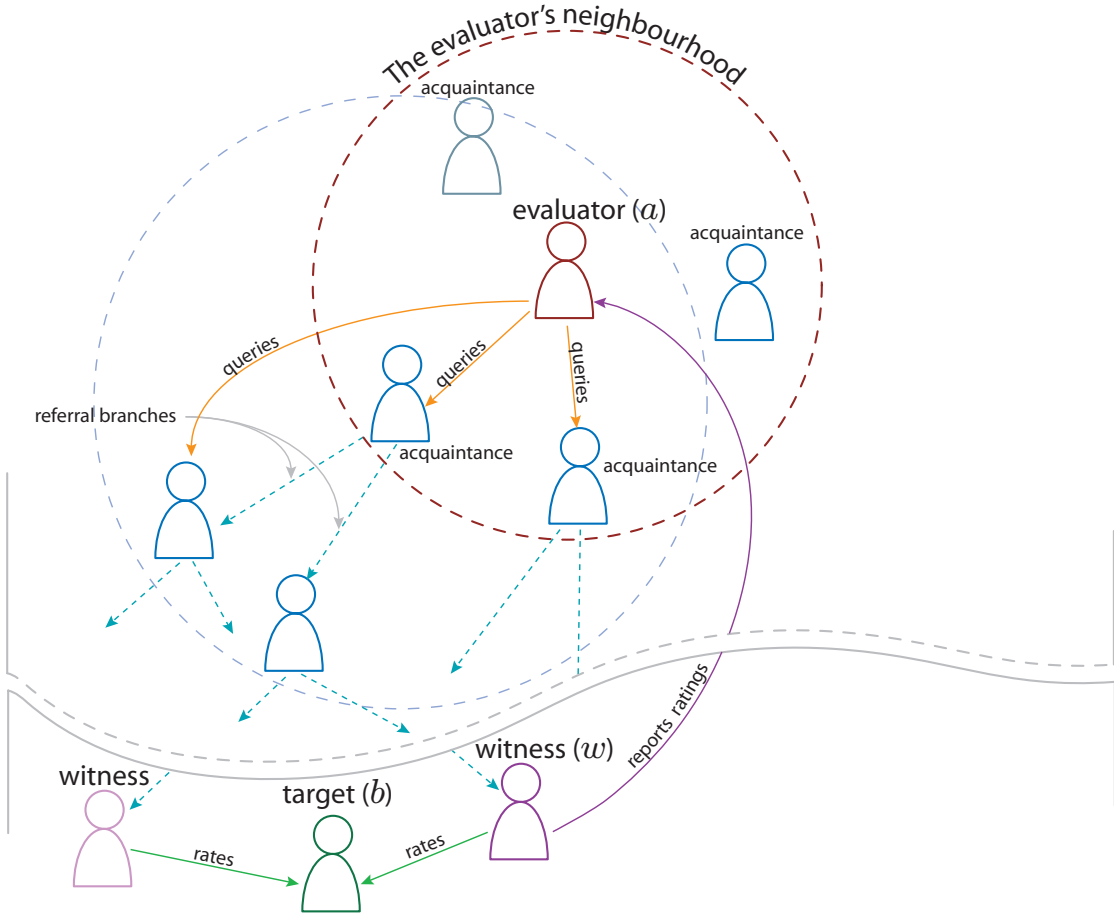 The evaluator's neighbourhood
acquaintance
evaluator (a)
acquaintance
queries
queries
queries
referral branches
acquaintance
acquaintance
reports ratings
witness (w)
witness
target (b)
rates
rates